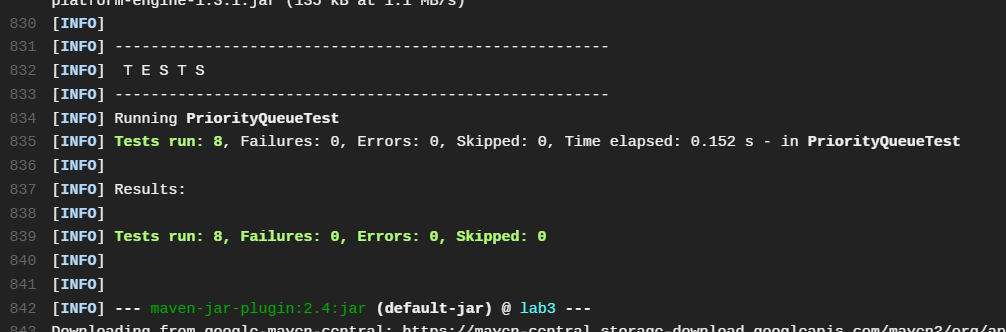 platform-engine-1.3.1.jar (135 kB at 1.1 MB/s)
830 [INFO]
831 [INFO] -------------------------------------------------------
832 [INFO]  T E S T S
833 [INFO] -------------------------------------------------------
834 [INFO] Running PriorityQueueTest
835 [INFO] Tests run: 8, Failures: 0, Errors: 0, Skipped: 0, Time elapsed: 0.152 s - in PriorityQueueTest
836 [INFO]
837 [INFO] Results:
838 [INFO]
839 [INFO] Tests run: 8, Failures: 0, Errors: 0, Skipped: 0
840 [INFO]
841 [INFO]
842 [INFO] --- maven-jar-plugin:2.4:jar (default-jar) @ lab3 ---
843 Downloading from google-maven-central: https://maven-central.storage-download.googleapis.com/maven2/org/